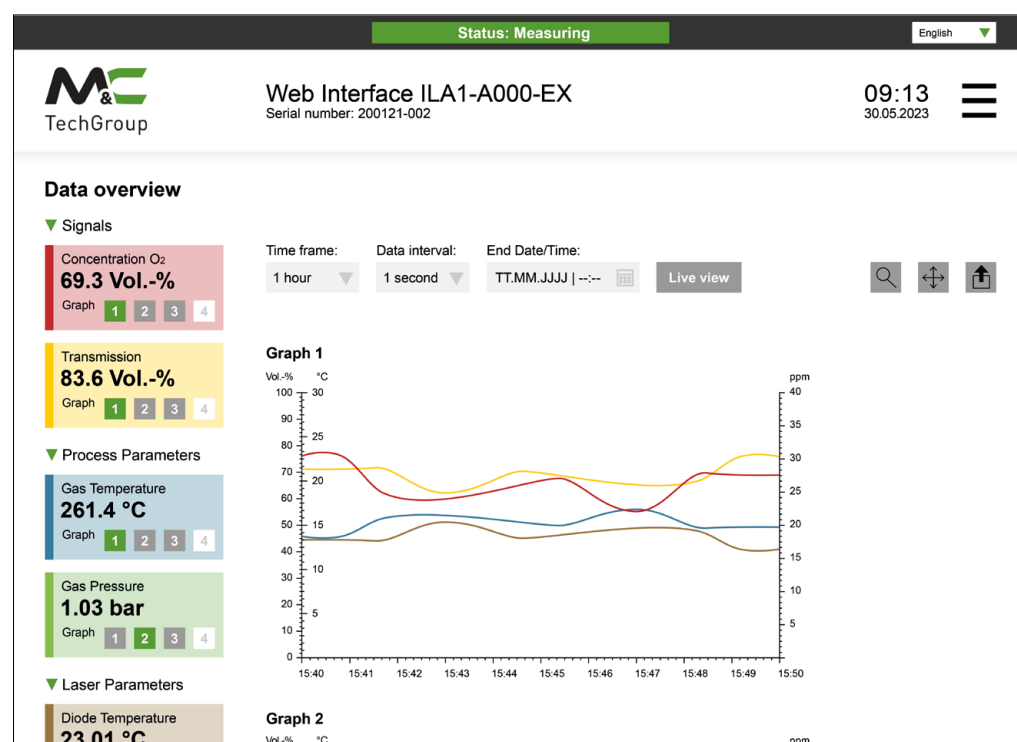 Status: Measuring
English
M&C
TechGroup
Web Interface ILA1-A000-EX
Serial number: 200121-002
09:13
30.05.2023
Data overview
Signals
Concentration O2
69.3 Vol.-%
Graph 1 2 3 4
Transmission
83.6 Vol.-%
Graph 1 2 3 4
Process Parameters
Gas Temperature
261.4 °C
Graph 1 2 3 4
Gas Pressure
1.03 bar
Graph 1 2 3 4
Laser Parameters
Diode Temperature
23.01 °C
Time frame: Data interval: End Date/Time:
1 hour 1 second TT.MM.JJJJ | --:-- Live view
Graph 1
Vol.-% °C ppm
100 30 40
90 35
80 25 30
70 20 25
60
50 15 20
40 15
30 10
20 10
10 5 5
0
15:40 15:41 15:42 15:43 15:44 15:45 15:46 15:47 15:48 15:49 15:50
Graph 2
Vol.-% °C ppm